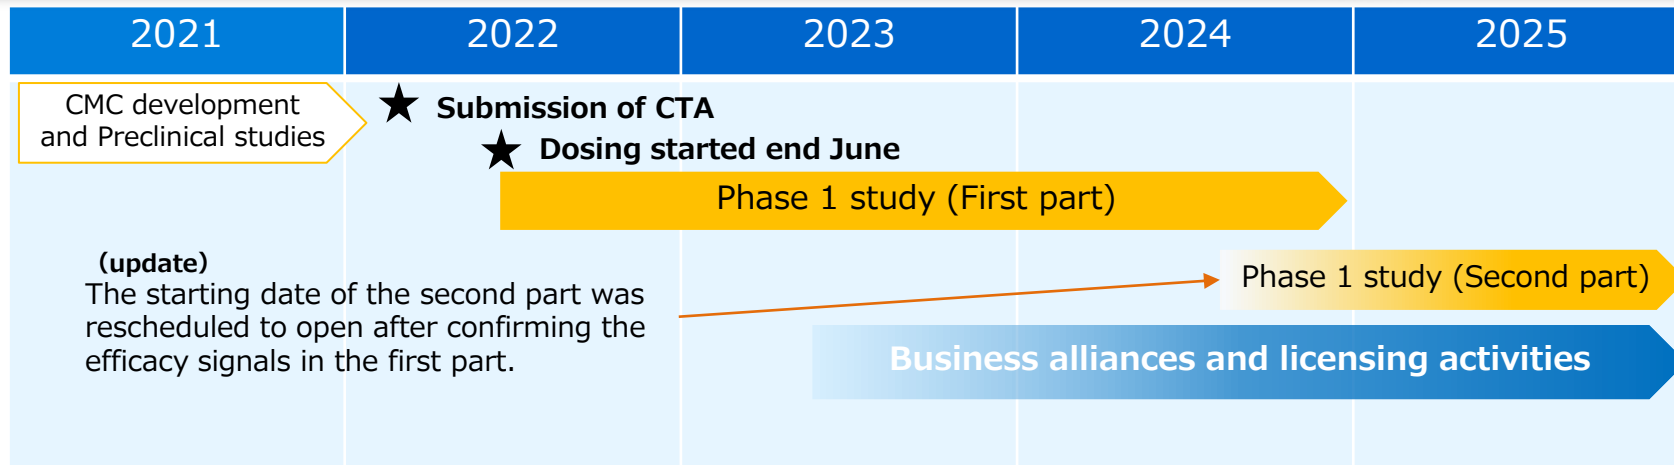 2021
2022
2023
2024
2025
CMC development
and Preclinical studies
Submission of CTA
Dosing started end June
Phase 1 study (First part)
（update）
The starting date of the second part was
rescheduled to open after confirming the
efficacy signals in the first part.
Phase 1 study (Second part)
Business alliances and licensing activities